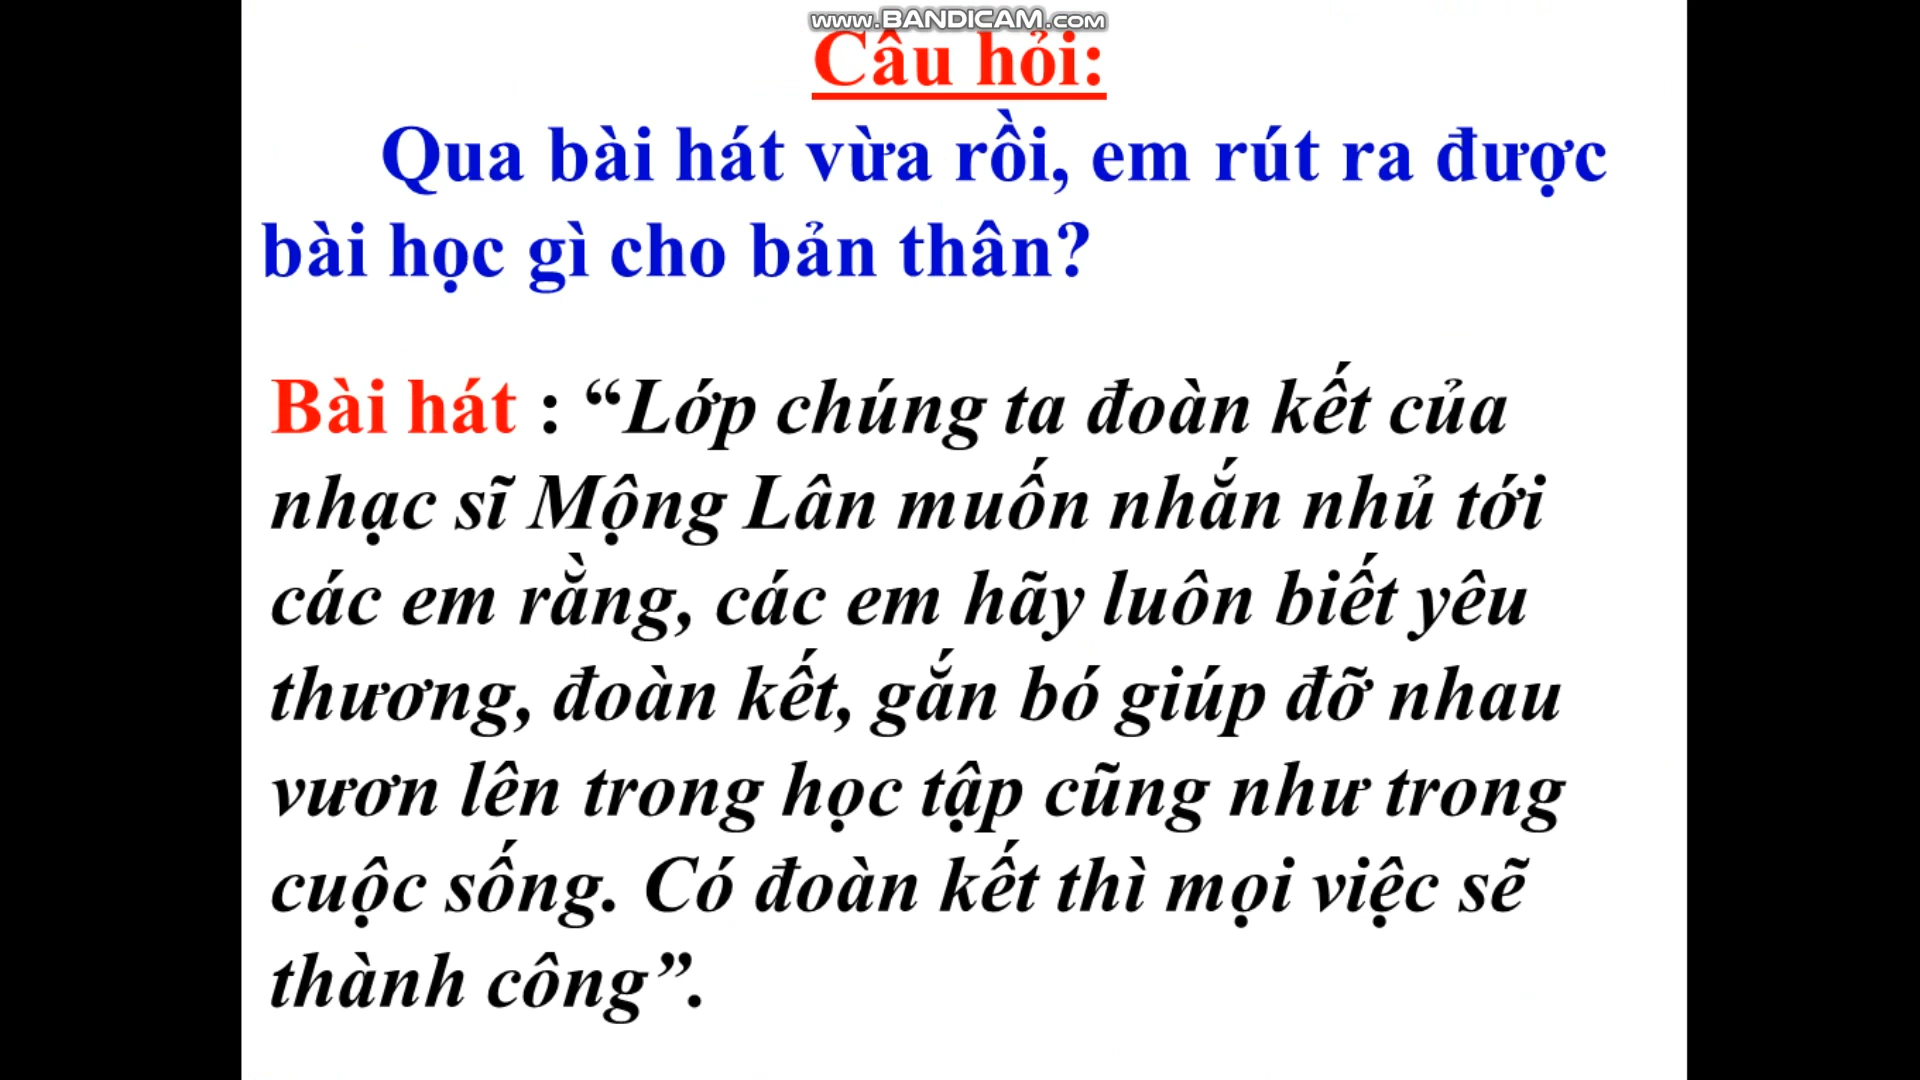 www.BANDICAM.com
Câu hỏi:
Qua bài hát vừa rồi, em rút ra được
bài học gì cho bản thân?
Bài hát : “Lớp chúng ta đoàn kết của
nhạc sĩ Mộng Lân muốn nhắn nhủ tới
các em rằng, các em hãy luôn biết yêu
thương, đoàn kết, gắn bó giúp đỡ nhau
vươn lên trong học tập cũng như trong
cuộc sống. Có đoàn kết thì mọi việc sẽ
thành công”.